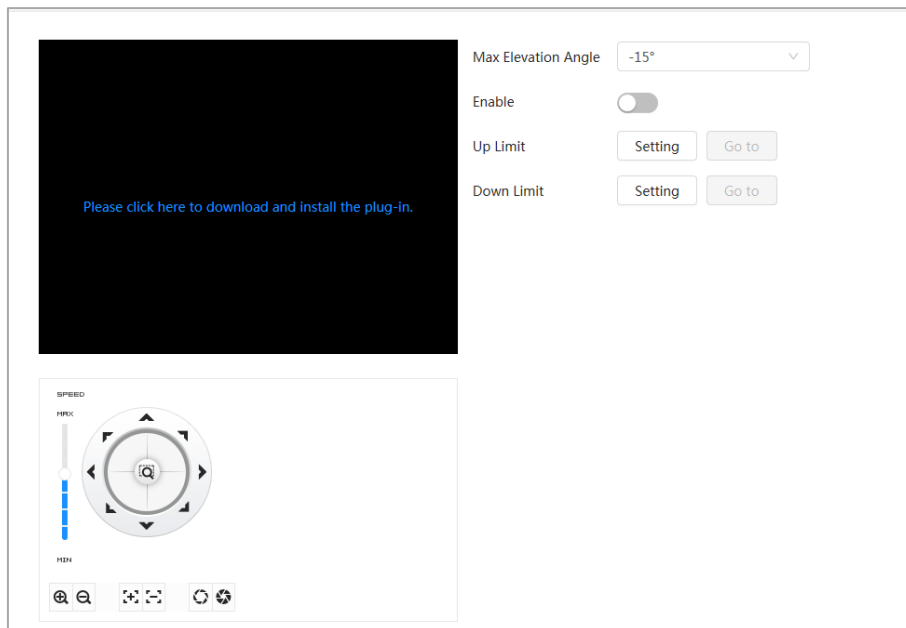 Max Elevation Angle -15°
Enable
Up Limit Setting Go to
Down Limit Setting Go to
Please click here to download and install the plug-in.
SPEED
MAX
MIN